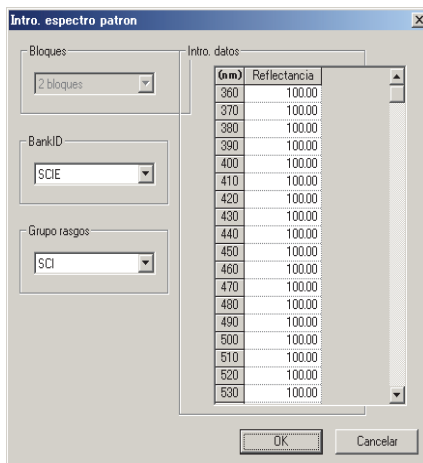 Intro. espectro patron
Bloques
2 bloques
BankID
SCIE
Grupo rasgos
SCI
Intro. datos
(nm) Reflectancia
360 100.00
370 100.00
380 100.00
390 100.00
400 100.00
410 100.00
420 100.00
430 100.00
440 100.00
450 100.00
460 100.00
470 100.00
480 100.00
490 100.00
500 100.00
510 100.00
520 100.00
530 100.00
OK Cancelar